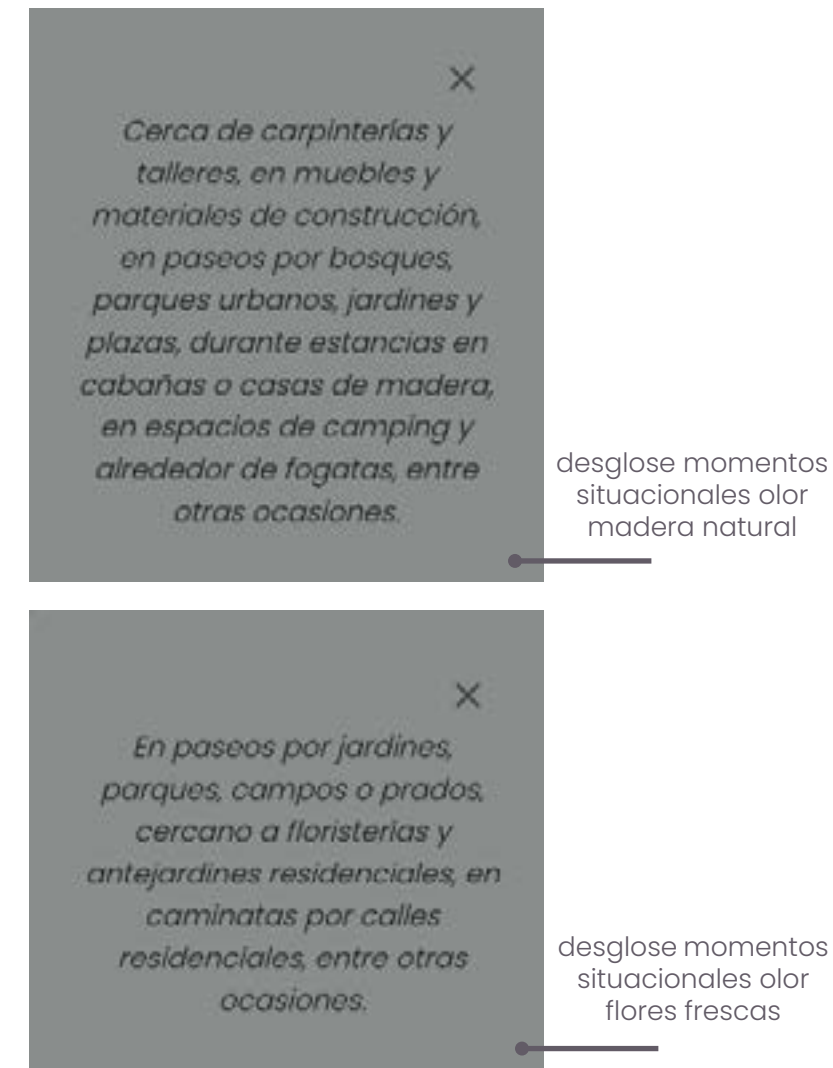 Cerca de carpinterías y
talleres, en muebles y
materiales de construcción,
en paseos por bosques,
parques urbanos, jardines y
plazas, durante estancias en
cabañas o casas de madera,
en espacios de camping y
alrededor de fogatas, entre
otras ocasiones.
desglose momentos
situacionales olor
madera natural
En paseos por jardines,
parques, campos o prados,
cercano a floristerías y
antejardines residenciales, en
caminatas por calles
residenciales, entre otras
ocasiones.
desglose momentos
situacionales olor
flores frescas